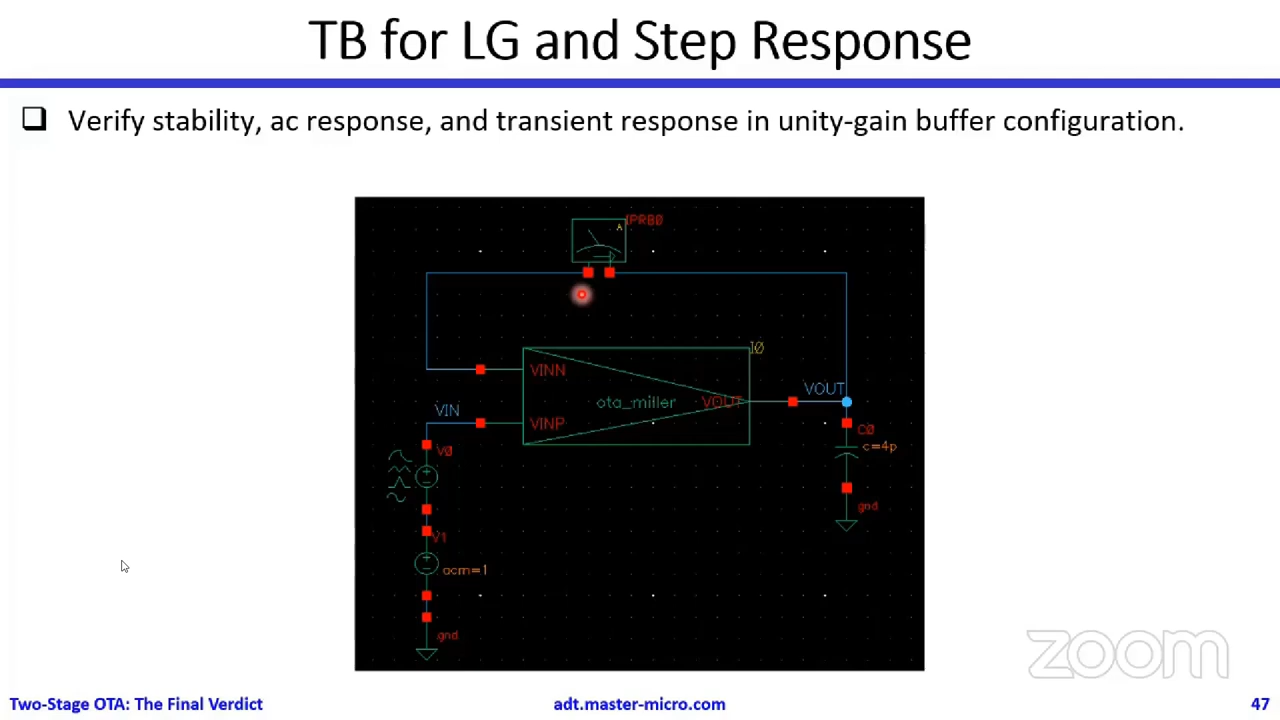 TB for LG and Step Response
Verify stability, ac response, and transient response in unity-gain buffer configuration.
IPRB0
A
I0
VINN
ota_miller
VOUT
VOUT
VIN
VINP
C0
c=4p
V0
gnd
V1
acm=1
gnd
zoom
Two-Stage OTA: The Final Verdict
adt.master-micro.com
47